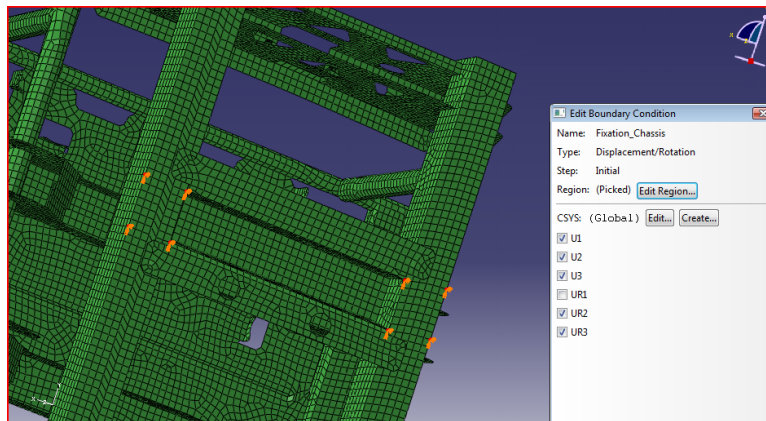 Edit Boundary Condition
Name: Fixation_Chassis
Type: Displacement/Rotation
Step: Initial
Region: (Picked) Edit Region...
CSYS: (Global) Edit... Create...
U1
U2
U3
UR1
UR2
UR3